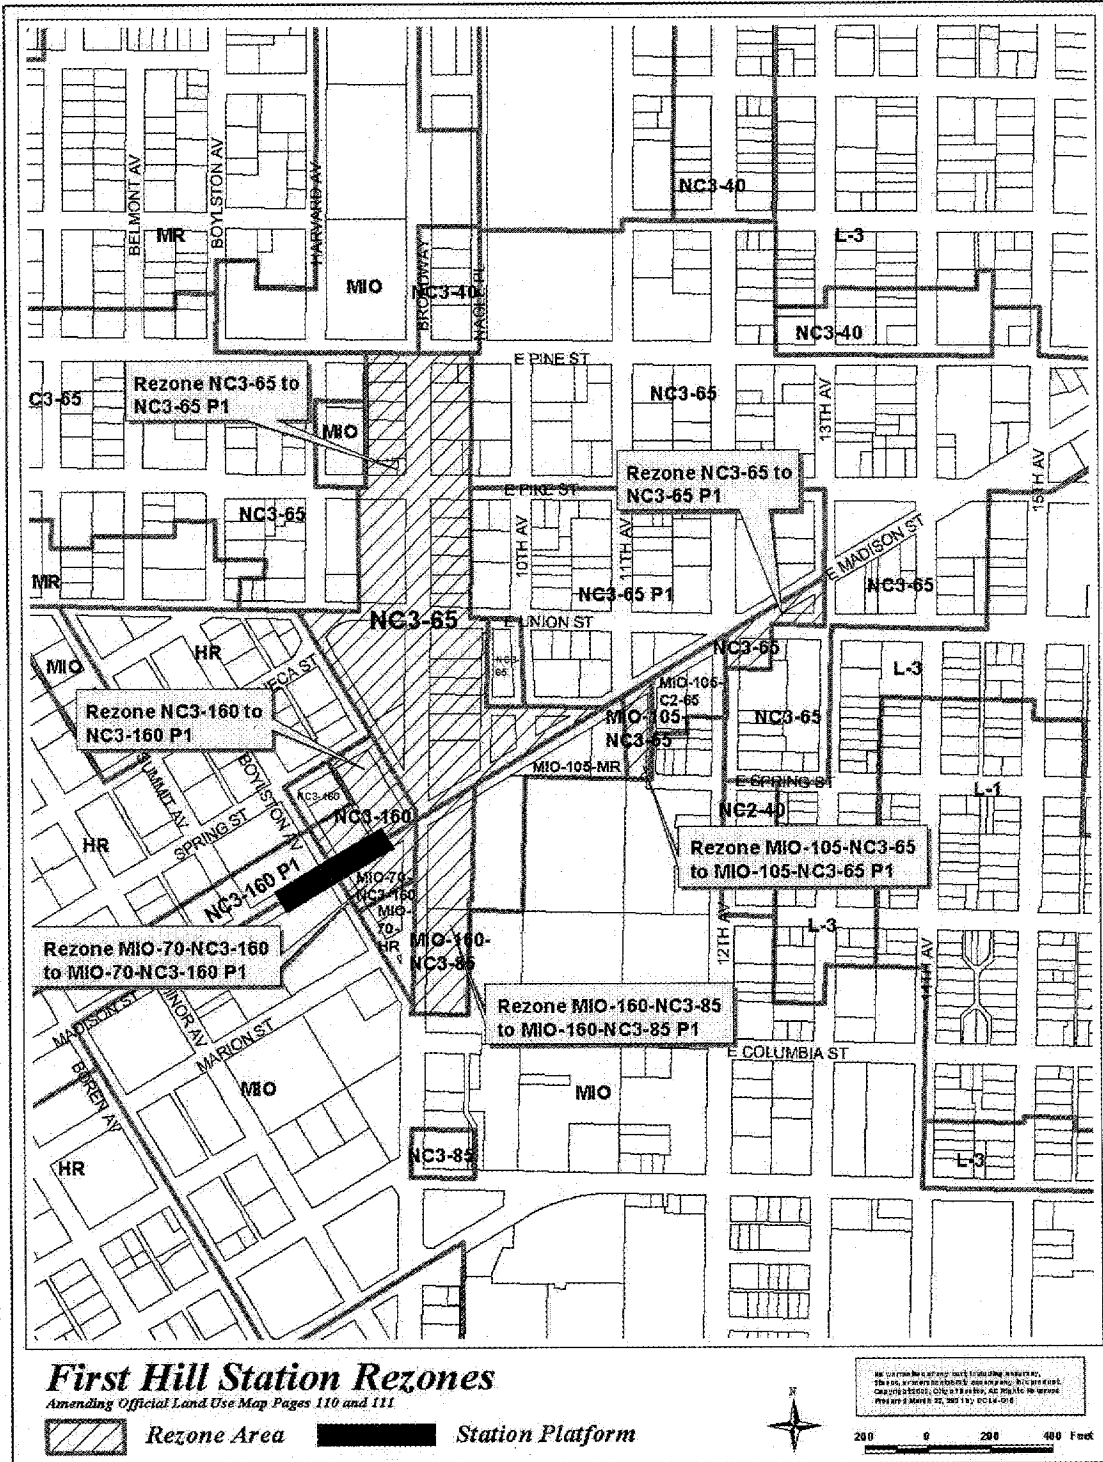 BELMONT AV
BOYLSTON AV
HARVARD AV
MR
NC3-40
L-3
MIO
BROADWAY
NAGLE PL
NC3-40
NC3-40
E PINE ST
Rezone NC3-65 to
NC3-65 P1
C3-65
MIO
NC3-65
13TH AV
15TH AV
Rezone NC3-65 to
NC3-65 P1
E PIKE ST
NC3-65
10TH AV
11TH AV
E MADISON ST
MR
NC3-65 P1
NC3-65
NC3-65
E UNION ST
HR
MIO
NC3-65
NC3-65
L-3
NECA ST
MIO-105-
C2-65
Rezone NC3-160 to
NC3-160 P1
MIO-105-
NC3-65
NC3-65
SUMMIT AV
BOYLSTON AV
MIO-105-MR
E SPRING ST
L-1
NC3-160
NC3-160
NC2-40
HR
SPRING ST
Rezone MIO-105-NC3-65
to MIO-105-NC3-65 P1
NC3-160 P1
MIO-70-
NC3-160
MIO-
70-
HR
12TH AV
L-3
14TH AV
Rezone MIO-70-NC3-160
to MIO-70-NC3-160 P1
MIO-160-
NC3-85
Rezone MIO-160-NC3-85
to MIO-160-NC3-85 P1
MADISON ST
MINOR AV
MARION ST
E COLUMBIA ST
BOREN AV
MIO
MIO
HR
NC3-85
L-3
First Hill Station Rezones
Amending Official Land Use Map Pages 110 and 111
Rezone Area
Station Platform
N
200 0 200 400 Feet